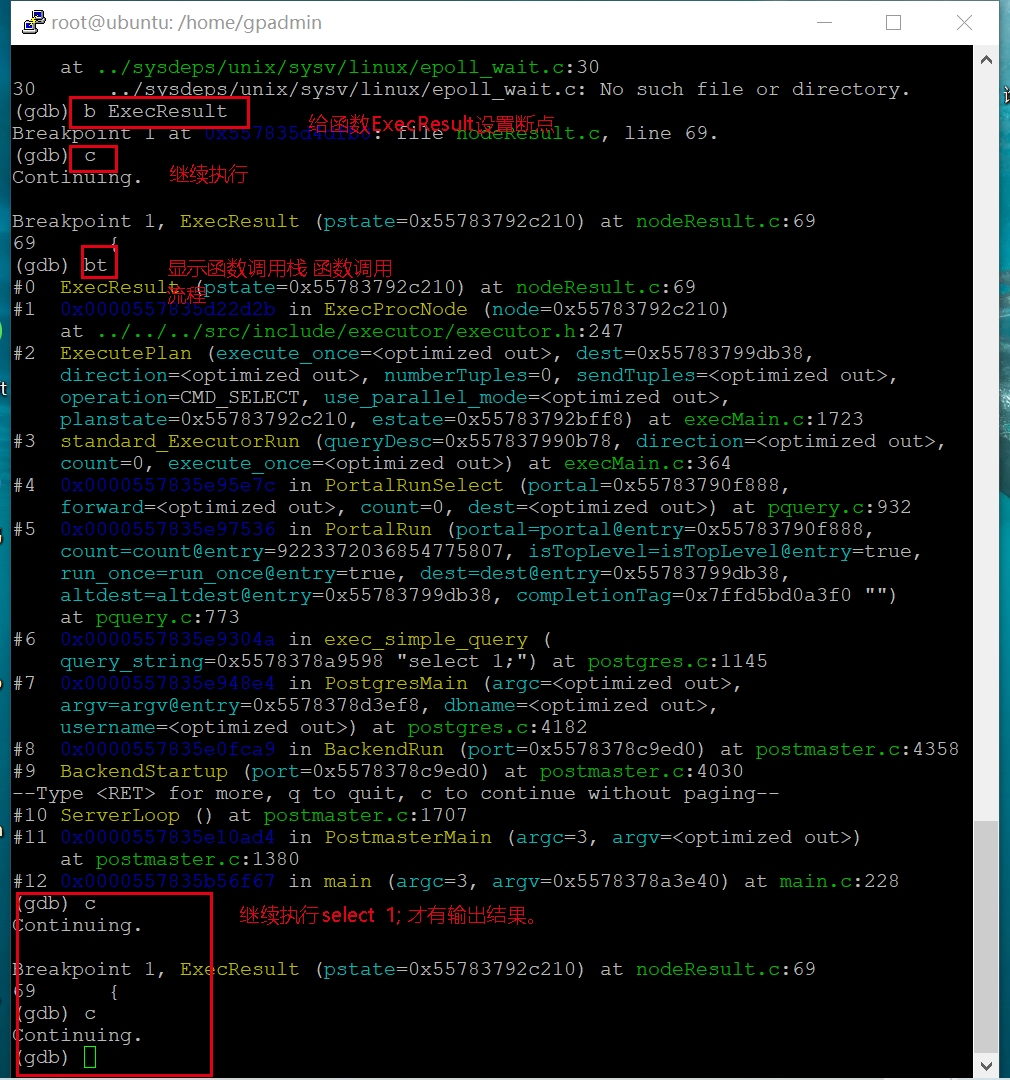 root@ubuntu: /home/gpadmin
at ../sysdeps/unix/sysv/linux/epoll_wait.c:30
30 ../sysdeps/unix/sysv/linux/epoll_wait.c: No such file or directory.
(gdb) b ExecResult
给函数ExecResult设置断点
Breakpoint 1 at file nodeResult.c, line 69.
(gdb) c
Continuing.
继续执行
Breakpoint 1, ExecResult (pstate=0x55783792c210) at nodeResult.c:69
69 {
(gdb) bt
显示函数调用栈 函数调用
流程
#0 ExecResult (pstate=0x55783792c210) at nodeResult.c:69
#1 0x0000557835d22d2b in ExecProcNode (node=0x55783792c210)
at ../../../src/include/executor/executor.h:247
#2 ExecutePlan (execute_once=<optimized out>, dest=0x55783799db38,
direction=<optimized out>, numberTuples=0, sendTuples=<optimized out>,
operation=CMD_SELECT, use_parallel_mode=<optimized out>,
planstate=0x55783792c210, estate=0x55783792bff8) at execMain.c:1723
#3 standard_ExecutorRun (queryDesc=0x557837990b78, direction=<optimized out>,
count=0, execute_once=<optimized out>) at execMain.c:364
#4 0x0000557835e95e7c in PortalRunSelect (portal=0x55783790f888,
forward=<optimized out>, count=0, dest=<optimized out>) at pquery.c:932
#5 0x0000557835e97536 in PortalRun (portal=portal@entry=0x55783790f888,
count=count@entry=9223372036854775807, isTopLevel=isTopLevel@entry=true,
run_once=run_once@entry=true, dest=dest@entry=0x55783799db38,
altdest=altdest@entry=0x55783799db38, completionTag=0x7ffd5bd0a3f0 "")
at pquery.c:773
#6 0x0000557835e9304a in exec_simple_query (
query_string=0x5578378a9598 "select 1;") at postgres.c:1145
#7 0x0000557835e948e4 in PostgresMain (argc=<optimized out>,
argv=argv@entry=0x5578378d3ef8, dbname=<optimized out>,
username=<optimized out>) at postgres.c:4182
#8 0x0000557835e0fca9 in BackendRun (port=0x5578378c9ed0) at postmaster.c:4358
#9 BackendStartup (port=0x5578378c9ed0) at postmaster.c:4030
--Type <RET> for more, q to quit, c to continue without paging--
#10 ServerLoop () at postmaster.c:1707
#11 0x0000557835e10ad4 in PostmasterMain (argc=3, argv=<optimized out>)
at postmaster.c:1380
#12 0x0000557835b56f67 in main (argc=3, argv=0x5578378a3e40) at main.c:228
(gdb) c
继续执行select 1; 才有输出结果。
Continuing.
Breakpoint 1, ExecResult (pstate=0x55783792c210) at nodeResult.c:69
69 {
(gdb) c
Continuing.
(gdb)